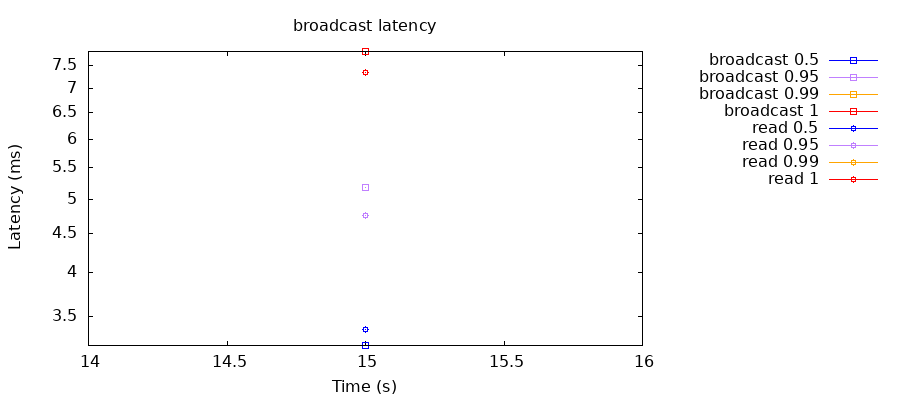 broadcast latency
Latency (ms)
7.5
7
6.5
6
5.5
5
4.5
4
3.5
14
14.5
15
15.5
16
Time (s)
broadcast 0.5
broadcast 0.95
broadcast 0.99
broadcast 1
read 0.5
read 0.95
read 0.99
read 1